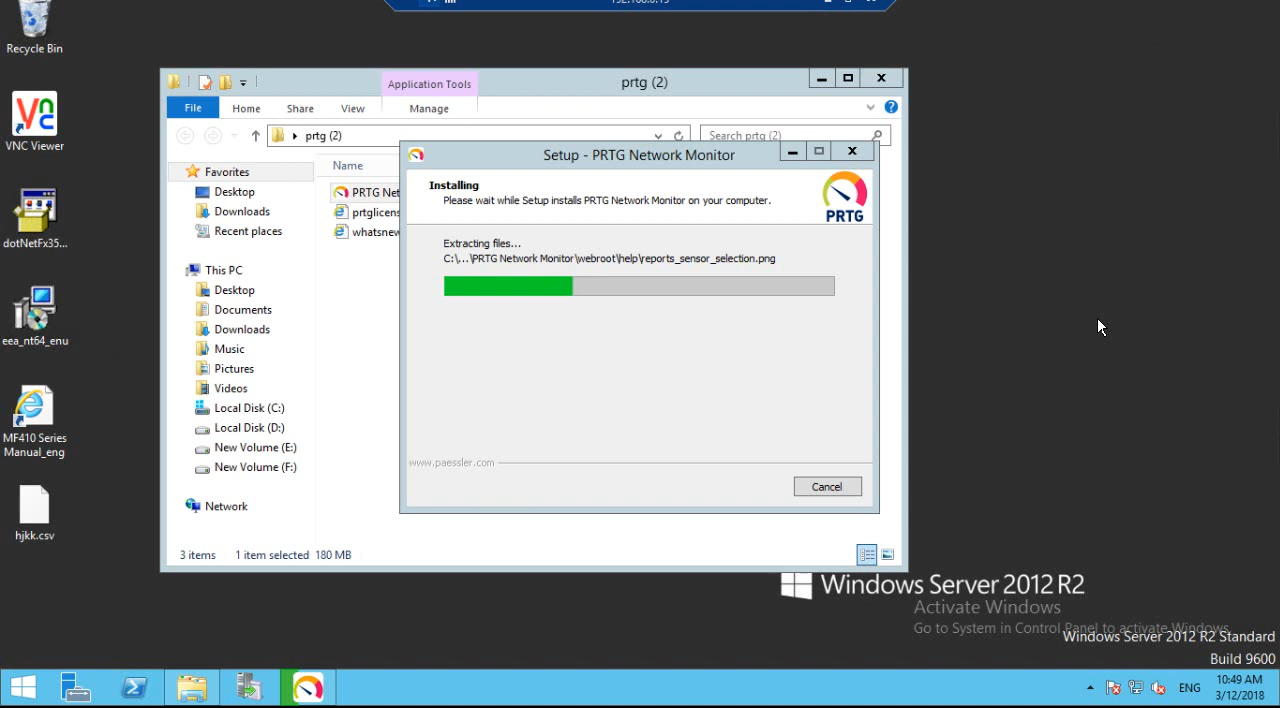 Recycle Bin
VNC Viewer
dotNetFx35...
eea_nt64_enu
MF410 Series
Manual_eng
hjkk.csv
Application Tools
prtg (2)
File
Home
Share
View
Manage
prtg (2)
Search prtg (2)
Favorites
Desktop
Downloads
Recent places
This PC
Desktop
Documents
Downloads
Music
Pictures
Videos
Local Disk (C:)
Local Disk (D:)
New Volume (E:)
New Volume (F:)
Network
Name
PRTG Net
prtglicens
whatsnew
3 items
1 item selected 180 MB
Setup - PRTG Network Monitor
Installing
Please wait while Setup installs PRTG Network Monitor on your computer.
PRTG
Extracting files...
C:\...\PRTG Network Monitor\webroot\help\reports_sensor_selection.png
www.paessler.com
Cancel
Windows Server 2012 R2
Activate Windows
Go to System in Control Panel to activate Windows.
Windows Server 2012 R2 Standard
Build 9600
ENG
10:49 AM
3/12/2018